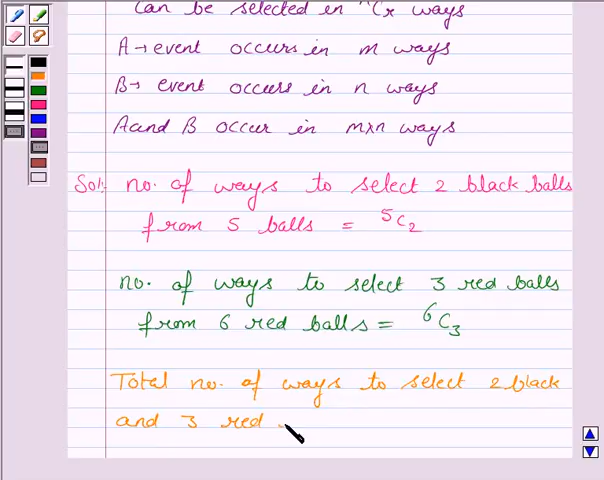 Can be selected in ⁿCx ways
A → event occurs in m ways
B → event occurs in n ways
A and B occur in m×n ways
Sol: no. of ways to select 2 black balls
from 5 balls = ⁵C₂
no. of ways to select 3 red balls
from 6 red balls = ⁶C₃
Total no. of ways to select 2 black
and 3 red